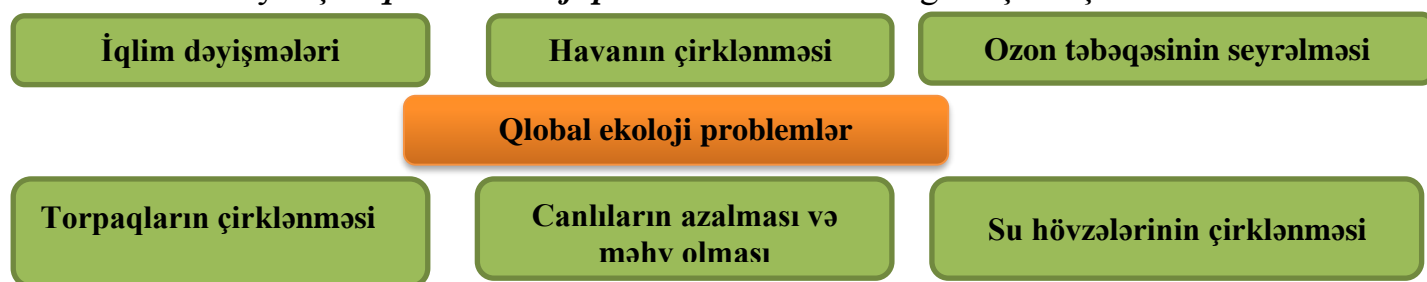 İqlim dəyişmələri
Havanın çirklənməsi
Ozon təbəqəsinin seyrəlməsi
Qlobal ekoloji problemlər
Torpaqların çirklənməsi
Canlıların azalması və
məhv olması
Su hövzələrinin çirklənməsi